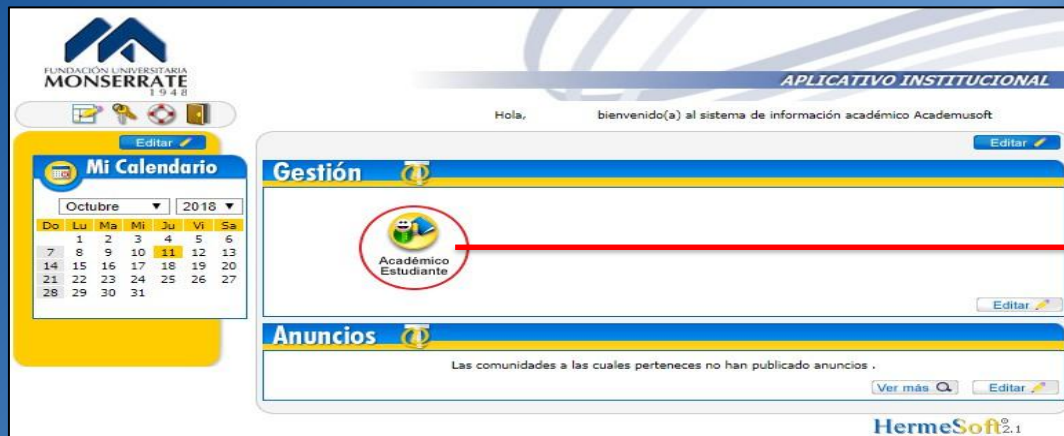 FUNDACIÓN UNIVERSITARIA
MONSERRATE
1948
APLICATIVO INSTITUCIONAL
Hola, bienvenido(a) al sistema de información académico Academusoft
Editar
Editar
Mi Calendario
Octubre 2018
Do Lu Ma Mi Ju Vi Sa
1 2 3 4 5 6
7 8 9 10 11 12 13
14 15 16 17 18 19 20
21 22 23 24 25 26 27
28 29 30 31
Gestión
Académico
Estudiante
Editar
Anuncios
Las comunidades a las cuales perteneces no han publicado anuncios .
Ver más Editar
HermeSoft 2.1